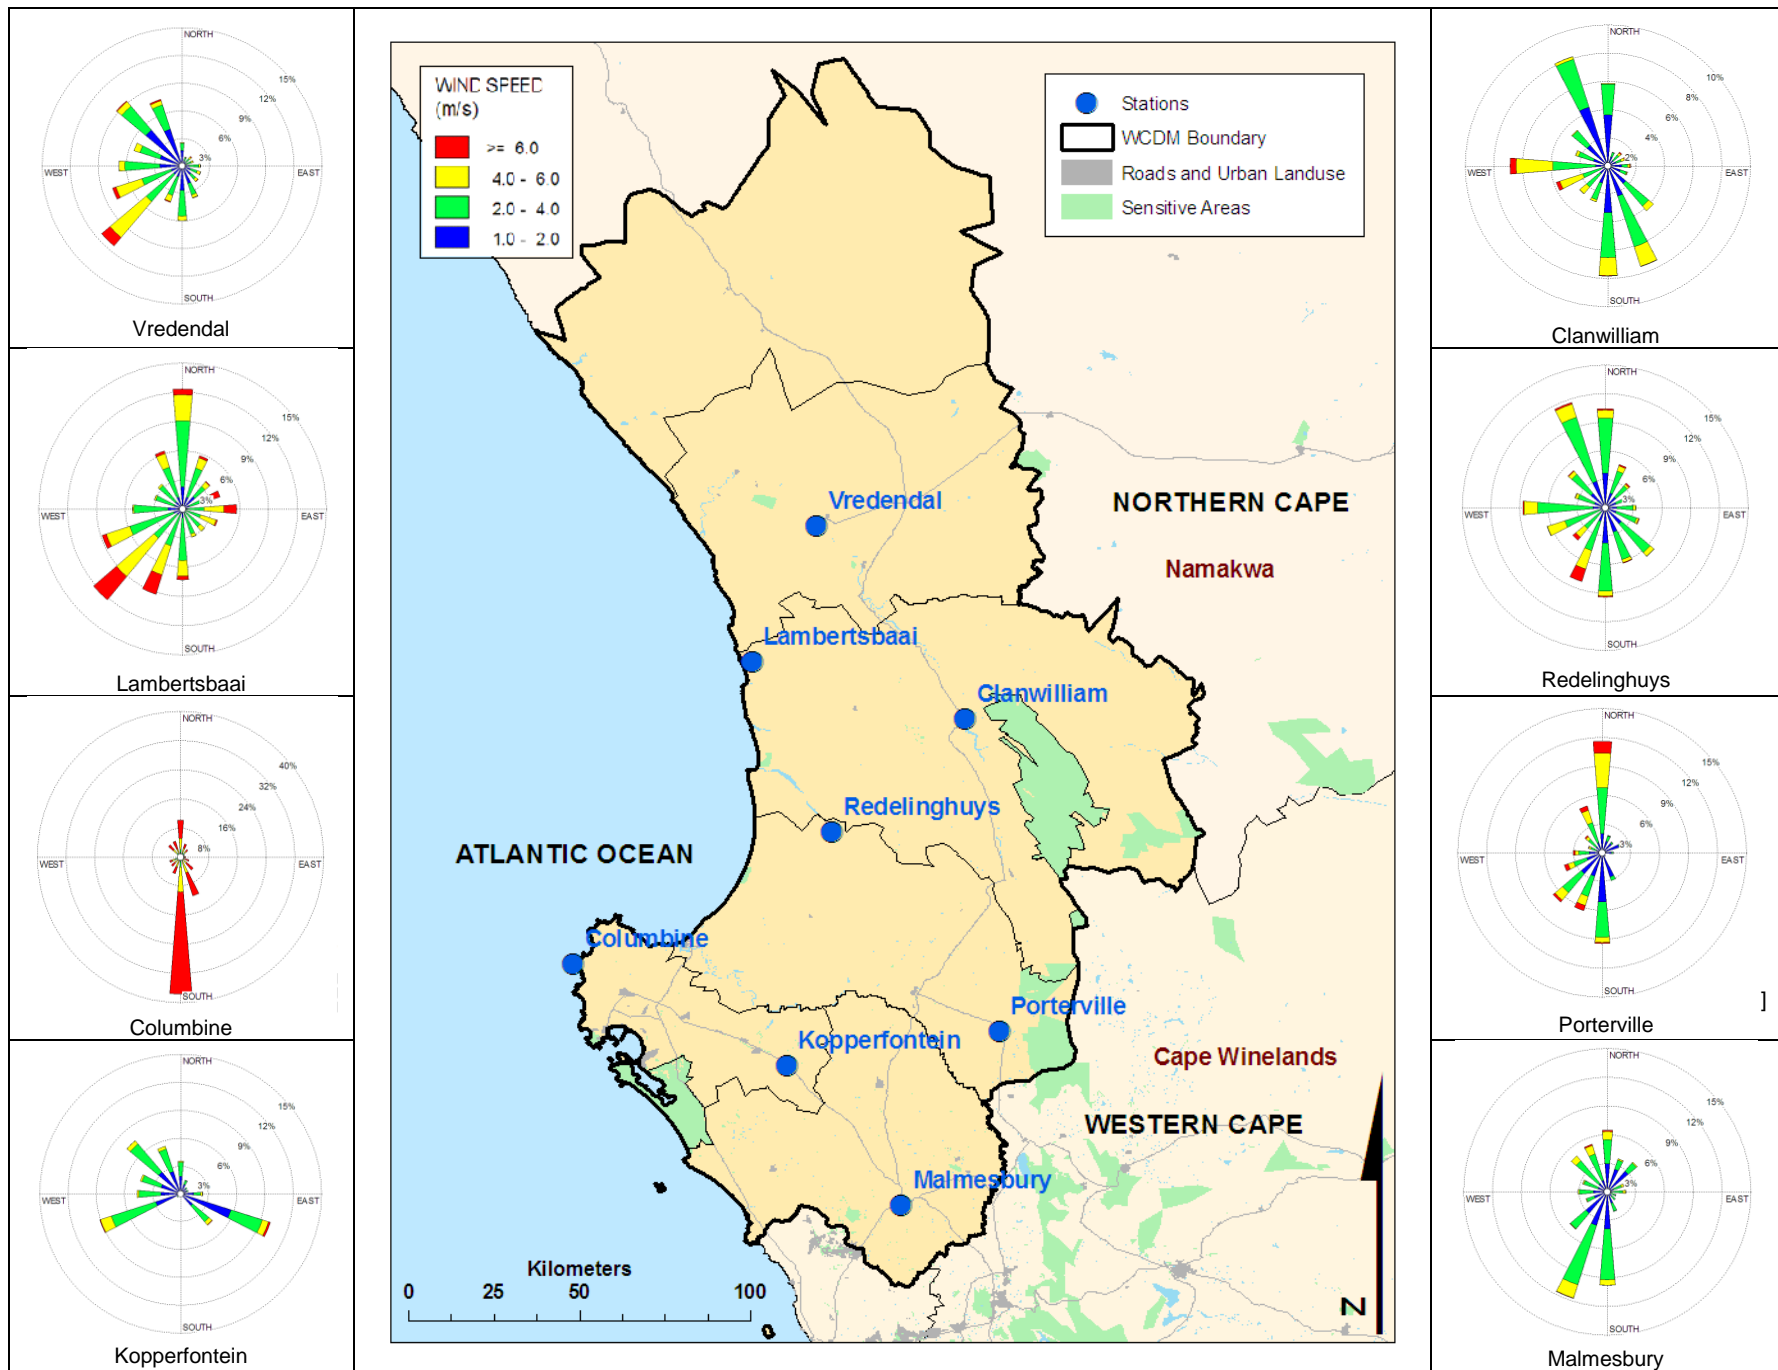 NORTH
15%
12%
9%
6%
3%
WEST
EAST
SOUTH
Vredendal
NORTH
15%
12%
9%
6%
3%
WEST
EAST
SOUTH
Lambertsbaai
NORTH
40%
32%
24%
16%
8%
WEST
EAST
SOUTH
Columbine
NORTH
15%
12%
9%
6%
3%
WEST
EAST
SOUTH
Kopperfontein
WIND SPEED
(m/s)
>= 6.0
4.0 - 6.0
2.0 - 4.0
1.0 - 2.0
Stations
WCDM Boundary
Roads and Urban Landuse
Sensitive Areas
Vredendal
NORTHERN CAPE
Namakwa
Lambertsbaai
Clanwilliam
Redelinghuys
ATLANTIC OCEAN
Columbine
Porterville
Kopperfontein
Cape Winelands
WESTERN CAPE
Malmesbury
Kilometers
0 25 50 100
N
NORTH
10%
8%
6%
4%
2%
WEST
EAST
SOUTH
Clanwilliam
NORTH
15%
12%
9%
6%
3%
WEST
EAST
SOUTH
Redelinghuys
NORTH
15%
12%
9%
6%
3%
WEST
EAST
SOUTH
]
Porterville
NORTH
15%
12%
9%
6%
3%
WEST
EAST
SOUTH
Malmesbury